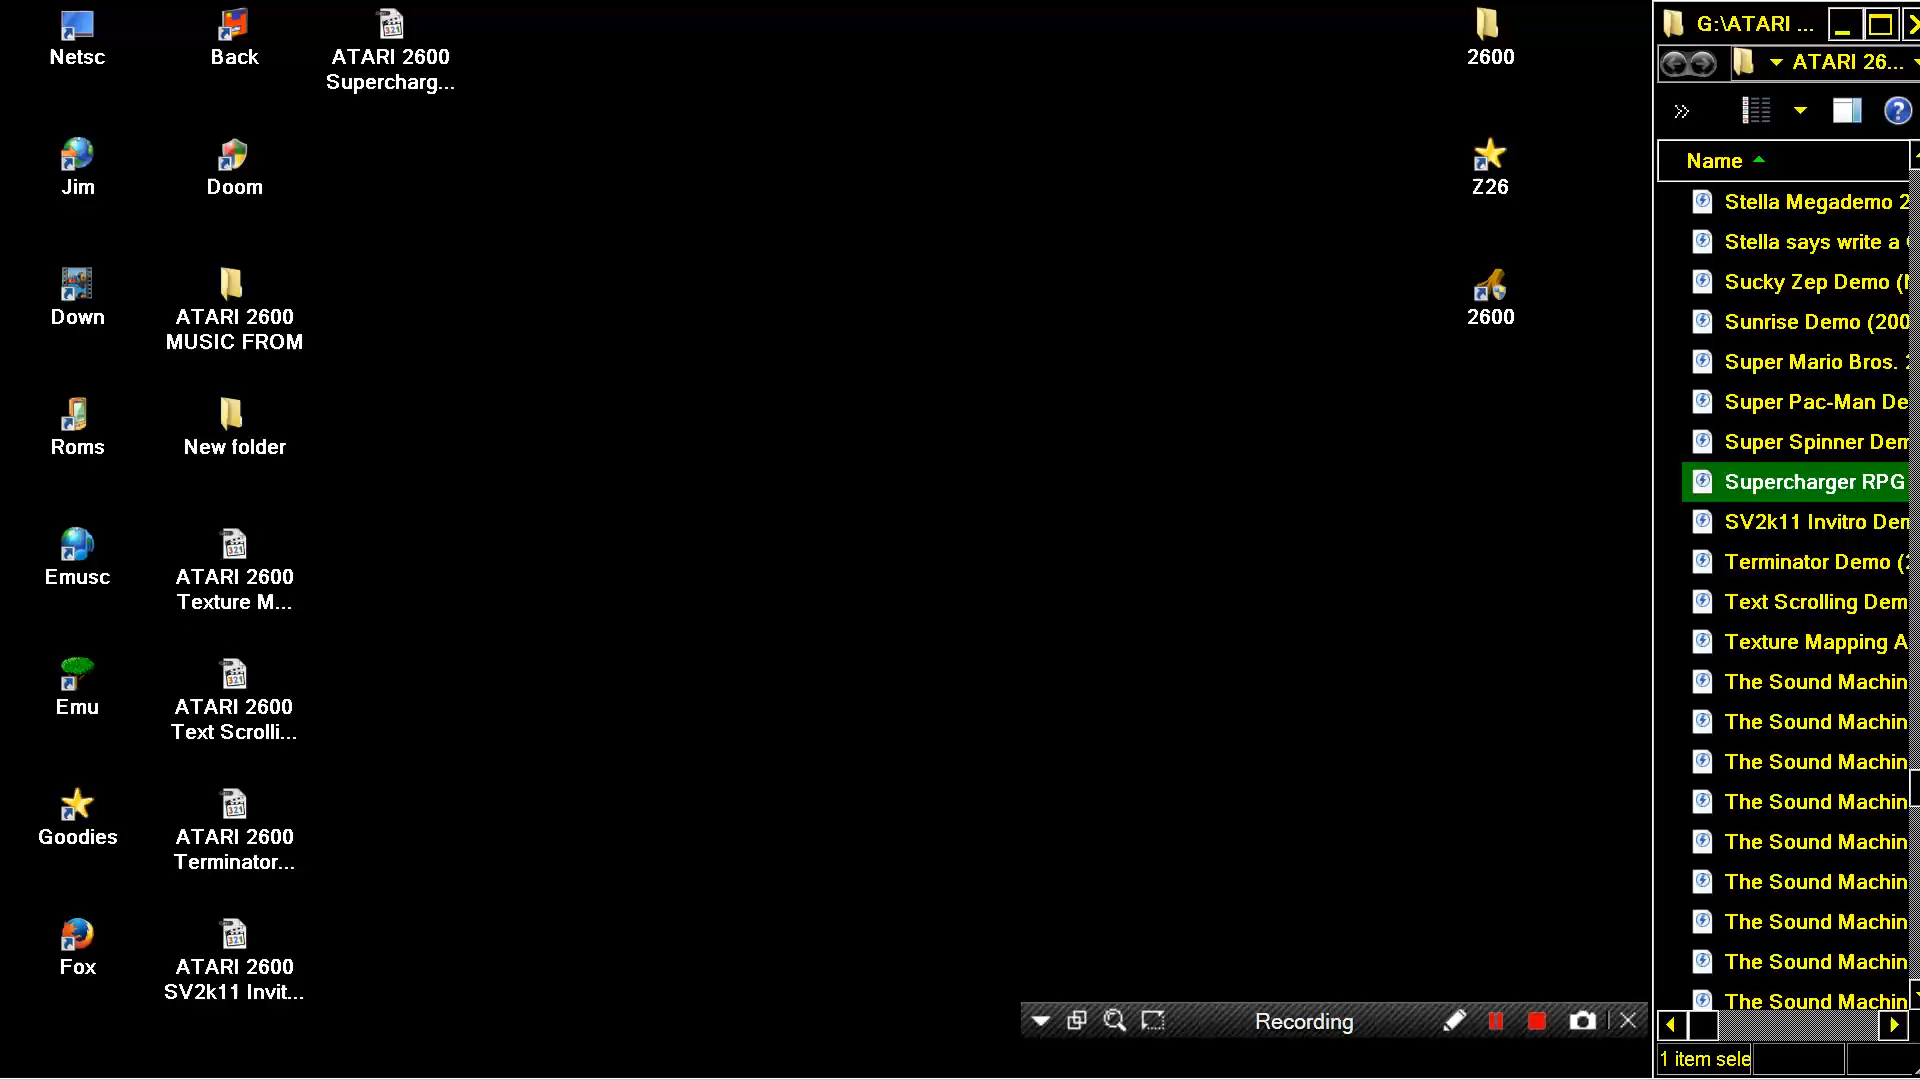 Netsc
Back
ATARI 2600
Supercharg...
2600
Jim
Doom
Z26
Down
ATARI 2600
MUSIC FROM
2600
Roms
New folder
Emusc
ATARI 2600
Texture M...
Emu
ATARI 2600
Text Scrolli...
Goodies
ATARI 2600
Terminator...
Fox
ATARI 2600
SV2k11 Invit...
Recording
G:\ATARI ...
ATARI 26...
Name
Stella Megademo 2
Stella says write a
Sucky Zep Demo (
Sunrise Demo (200
Super Mario Bros.
Super Pac-Man De
Super Spinner Dem
Supercharger RPG
SV2k11 Invitro Dem
Terminator Demo (
Text Scrolling Dem
Texture Mapping A
The Sound Machin
The Sound Machin
The Sound Machin
The Sound Machin
The Sound Machin
The Sound Machin
The Sound Machin
The Sound Machin
The Sound Machin
1 item sele